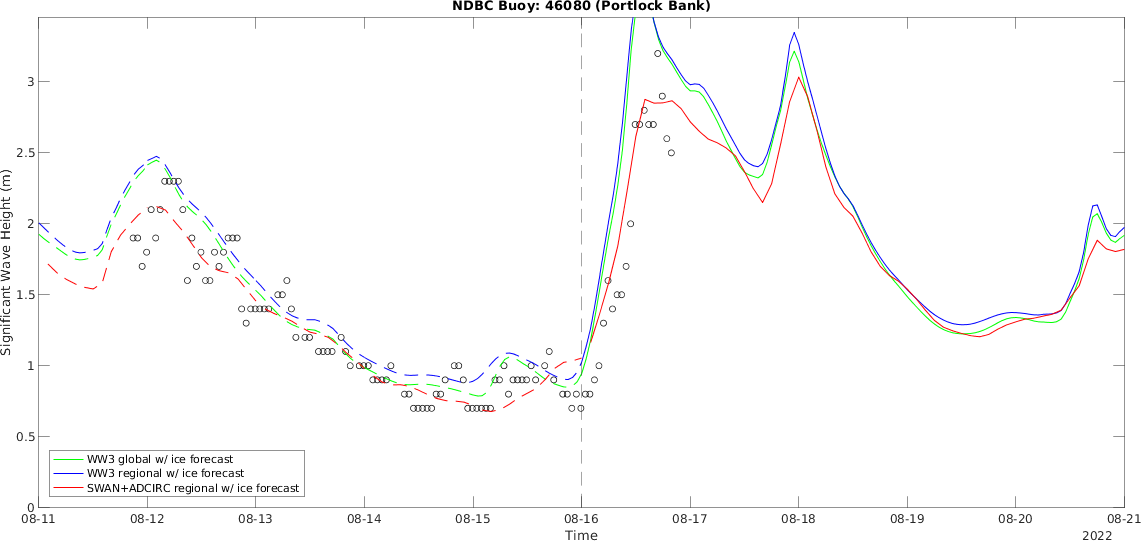 NDBC Buoy: 46080 (Portlock Bank)
Significant Wave Height (m)
3
2.5
2
1.5
1
0.5
0
WW3 global w/ ice forecast
WW3 regional w/ ice forecast
SWAN+ADCIRC regional w/ ice forecast
08-11 08-12 08-13 08-14 08-15 08-16 08-17 08-18 08-19 08-20 08-21
Time
2022